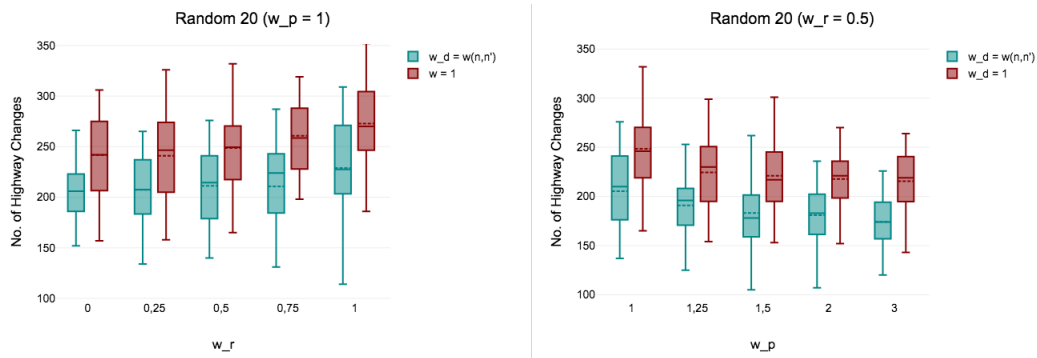 Random 20 (w_p = 1)
350
300
250
200
150
100
No. of Highway Changes
0
0,25
0,5
0,75
1
w_r
w_d = w(n,n')
w = 1
Random 20 (w_r = 0.5)
350
300
250
200
150
100
No. of Highway Changes
1
1,25
1,5
2
3
w_p
w_d = w(n,n')
w_d = 1